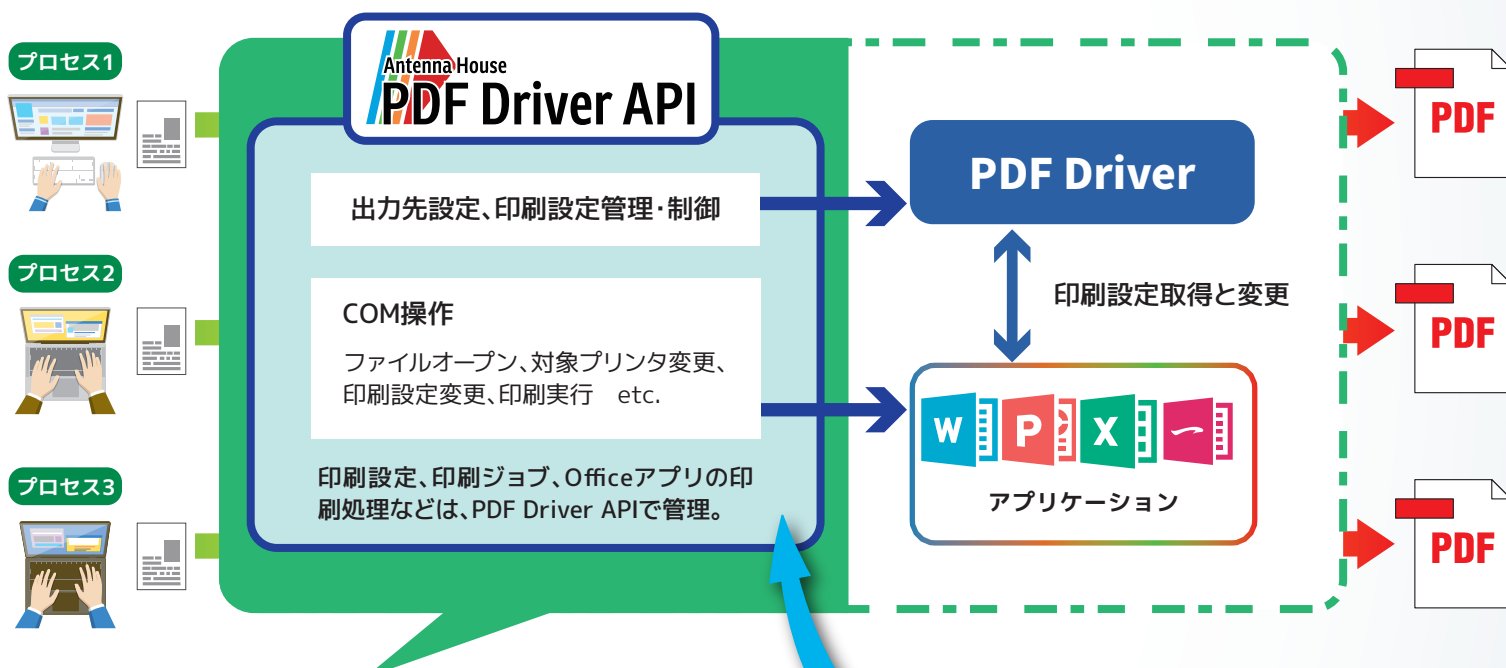 プロセス1
プロセス2
プロセス3
Antenna House
PDF Driver API
出力先設定、印刷設定管理・制御
COM操作
ファイルオープン、対象プリンタ変更、
印刷設定変更、印刷実行　etc.
印刷設定、印刷ジョブ、Officeアプリの印
刷処理などは、PDF Driver APIで管理。
PDF Driver
印刷設定取得と変更
W P X 一
アプリケーション
PDF
PDF
PDF